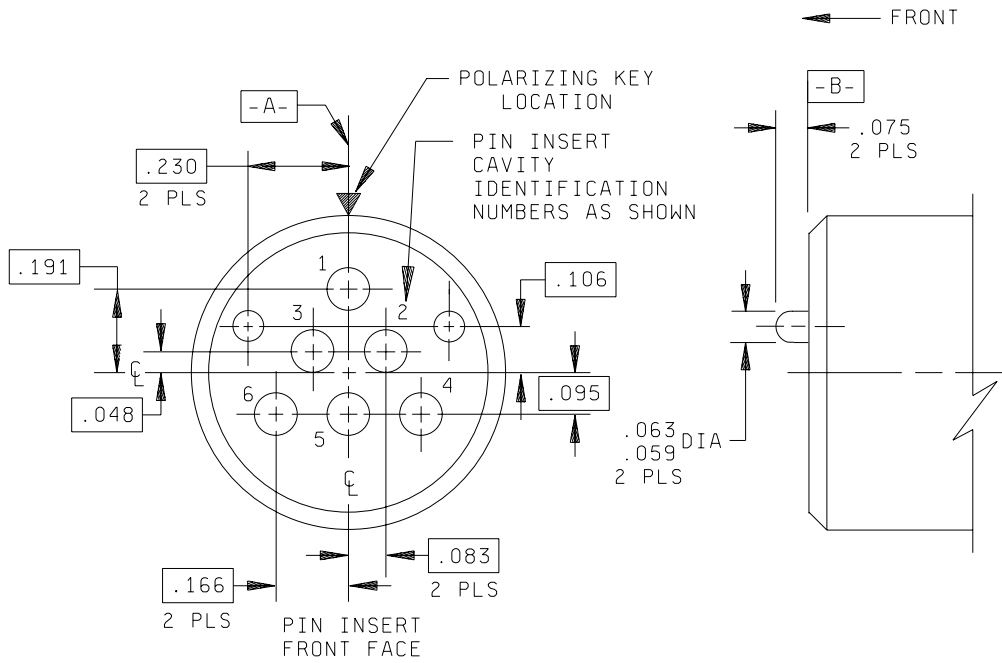 FRONT
POLARIZING KEY
LOCATION
-A-
-B-
.075
2 PLS
PIN INSERT
CAVITY
IDENTIFICATION
NUMBERS AS SHOWN
.230
2 PLS
.191
1
.106
3
2
℄
.048
6
4
.095
5
℄
.063
.059
DIA
2 PLS
.083
2 PLS
.166
2 PLS
PIN INSERT
FRONT FACE